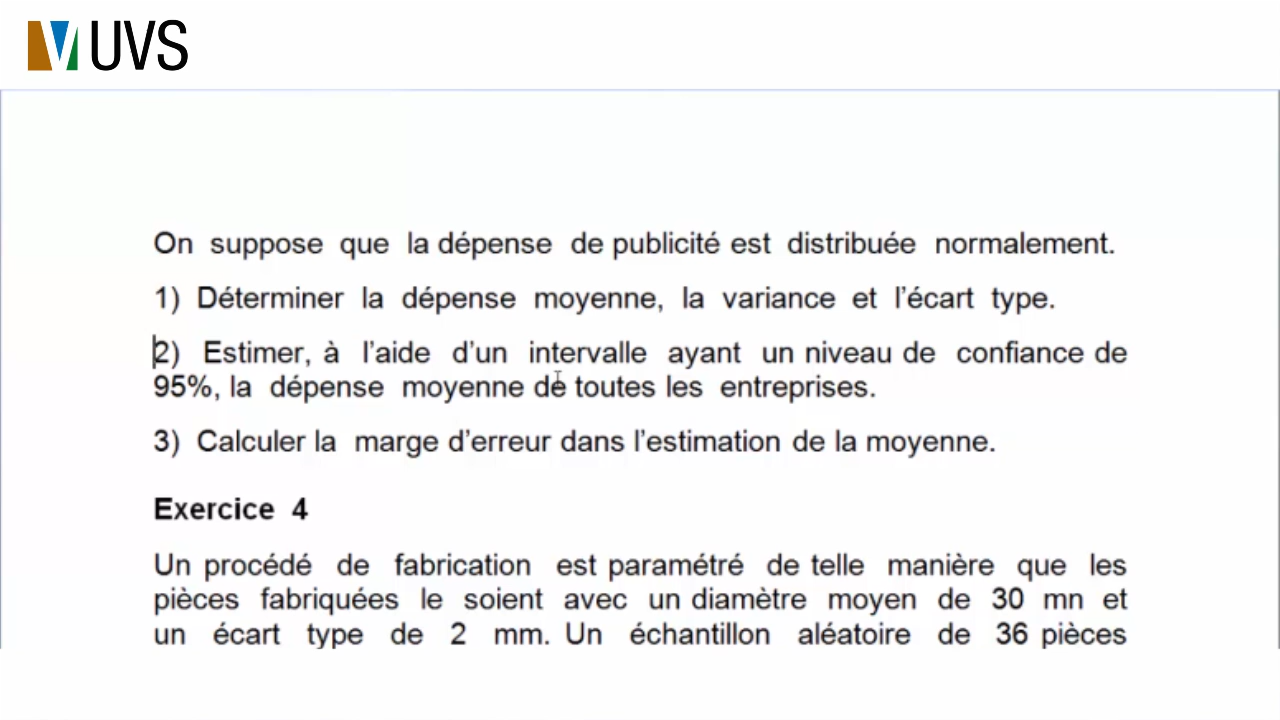 UVS
On suppose que la dépense de publicité est distribuée normalement.
1) Déterminer la dépense moyenne, la variance et l'écart type.
2) Estimer, à l'aide d'un intervalle ayant un niveau de confiance de
95%, la dépense moyenne de toutes les entreprises.
3) Calculer la marge d'erreur dans l'estimation de la moyenne.
Exercice 4
Un procédé de fabrication est paramétré de telle manière que les
pièces fabriquées le soient avec un diamètre moyen de 30 mn et
un écart type de 2 mm. Un échantillon aléatoire de 36 pièces